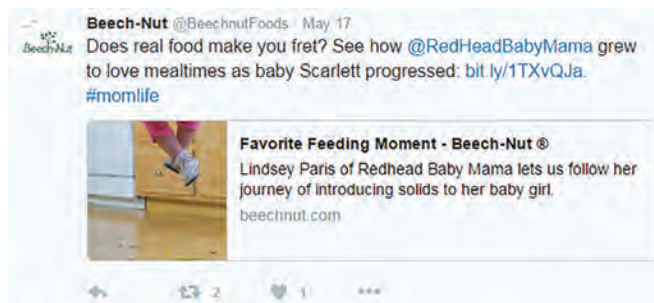 Beech-Nut @BeechnutFoods · May 17
Beech-Nut
Does real food make you fret? See how @RedHeadBabyMama grew
to love mealtimes as baby Scarlett progressed: bit.ly/1TXvQJa.
#momlife
Favorite Feeding Moment - Beech-Nut ®
Lindsey Paris of Redhead Baby Mama lets us follow her
journey of introducing solids to her baby girl.
beechnut.com
2 1